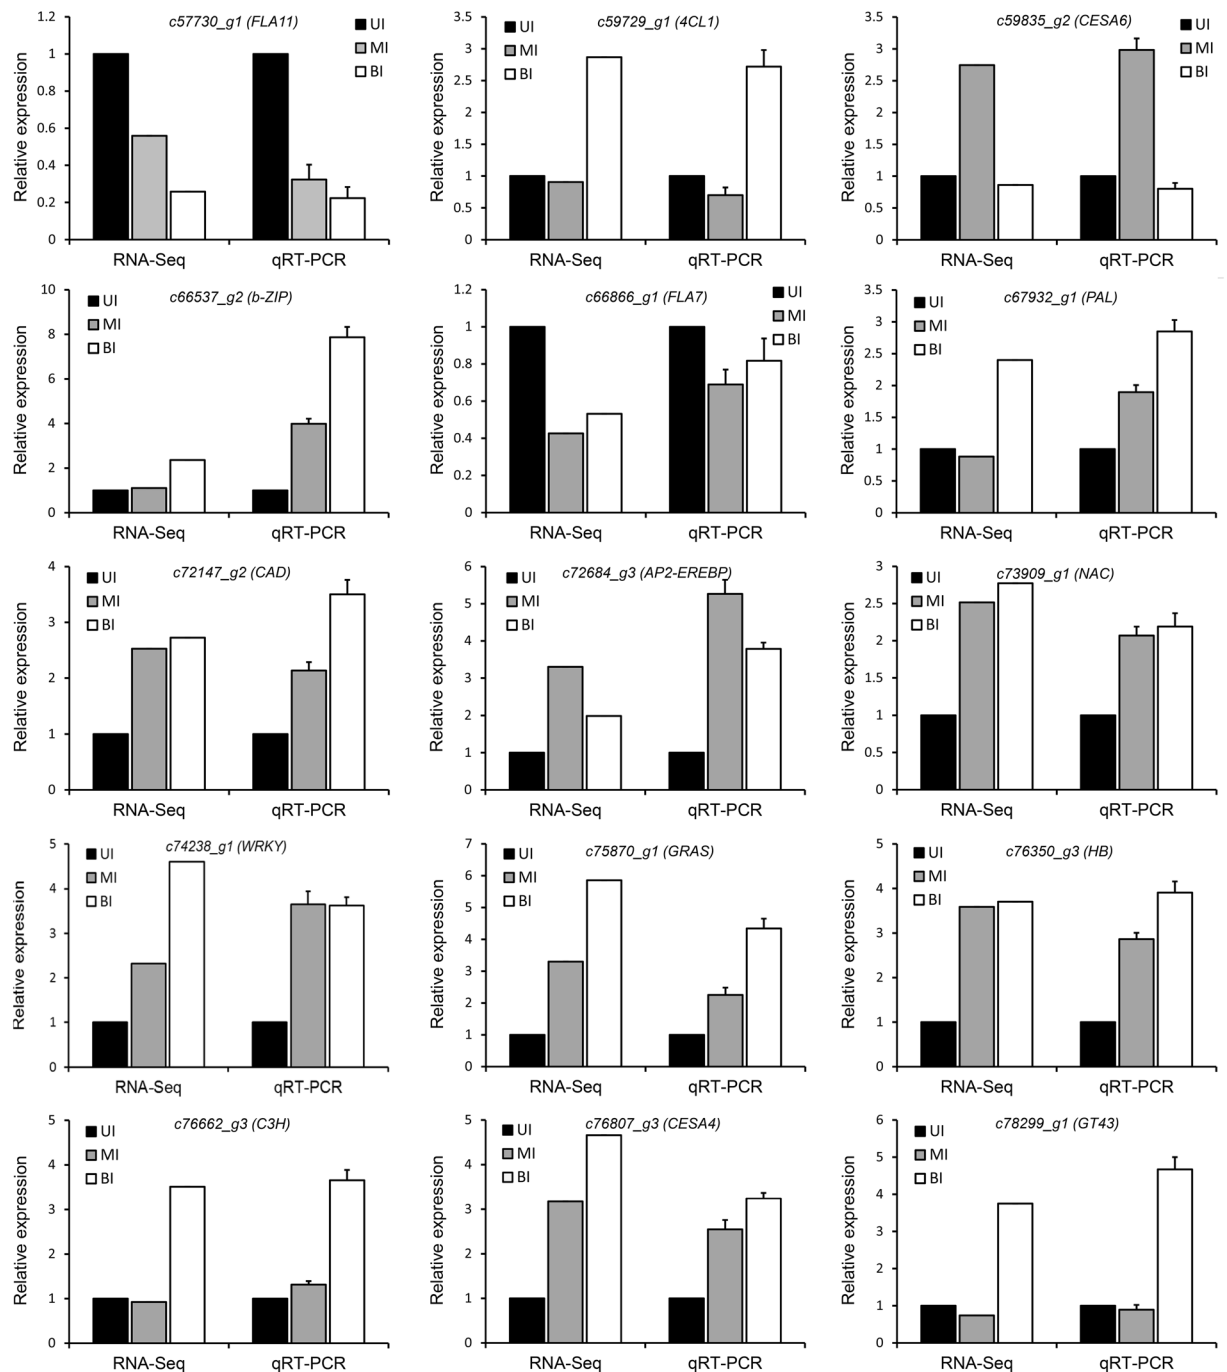 c57730_g1 (FLA11)
UI
MI
BI
Relative expression
1.2
1
0.8
0.6
0.4
0.2
0
RNA-Seq
qRT-PCR
c59729_g1 (4CL1)
UI
MI
BI
Relative expression
3.5
3
2.5
2
1.5
1
0.5
0
RNA-Seq
qRT-PCR
c59835_g2 (CESA6)
UI
MI
BI
Relative expression
3.5
3
2.5
2
1.5
1
0.5
0
RNA-Seq
qRT-PCR
c66537_g2 (b-ZIP)
UI
MI
BI
Relative expression
10
8
6
4
2
0
RNA-Seq
qRT-PCR
c66866_g1 (FLA7)
UI
MI
BI
Relative expression
1.2
1
0.8
0.6
0.4
0.2
0
RNA-Seq
qRT-PCR
c67932_g1 (PAL)
UI
MI
BI
Relative expression
3.5
3
2.5
2
1.5
1
0.5
0
RNA-Seq
qRT-PCR
c72147_g2 (CAD)
UI
MI
BI
Relative expression
4
3
2
1
0
RNA-Seq
qRT-PCR
c72684_g3 (AP2-EREBP)
UI
MI
BI
Relative expression
6
5
4
3
2
1
0
RNA-Seq
qRT-PCR
c73909_g1 (NAC)
UI
MI
BI
Relative expression
3
2.5
2
1.5
1
0.5
0
RNA-Seq
qRT-PCR
c74238_g1 (WRKY)
UI
MI
BI
Relative expression
5
4
3
2
1
0
RNA-Seq
qRT-PCR
c75870_g1 (GRAS)
UI
MI
BI
Relative expression
7
6
5
4
3
2
1
0
RNA-Seq
qRT-PCR
c76350_g3 (HB)
UI
MI
BI
Relative expression
5
4
3
2
1
0
RNA-Seq
qRT-PCR
c76662_g3 (C3H)
UI
MI
BI
Relative expression
5
4
3
2
1
0
RNA-Seq
qRT-PCR
c76807_g3 (CESA4)
UI
MI
BI
Relative expression
5
4
3
2
1
0
RNA-Seq
qRT-PCR
c78299_g1 (GT43)
UI
MI
BI
Relative expression
6
5
4
3
2
1
0
RNA-Seq
qRT-PCR